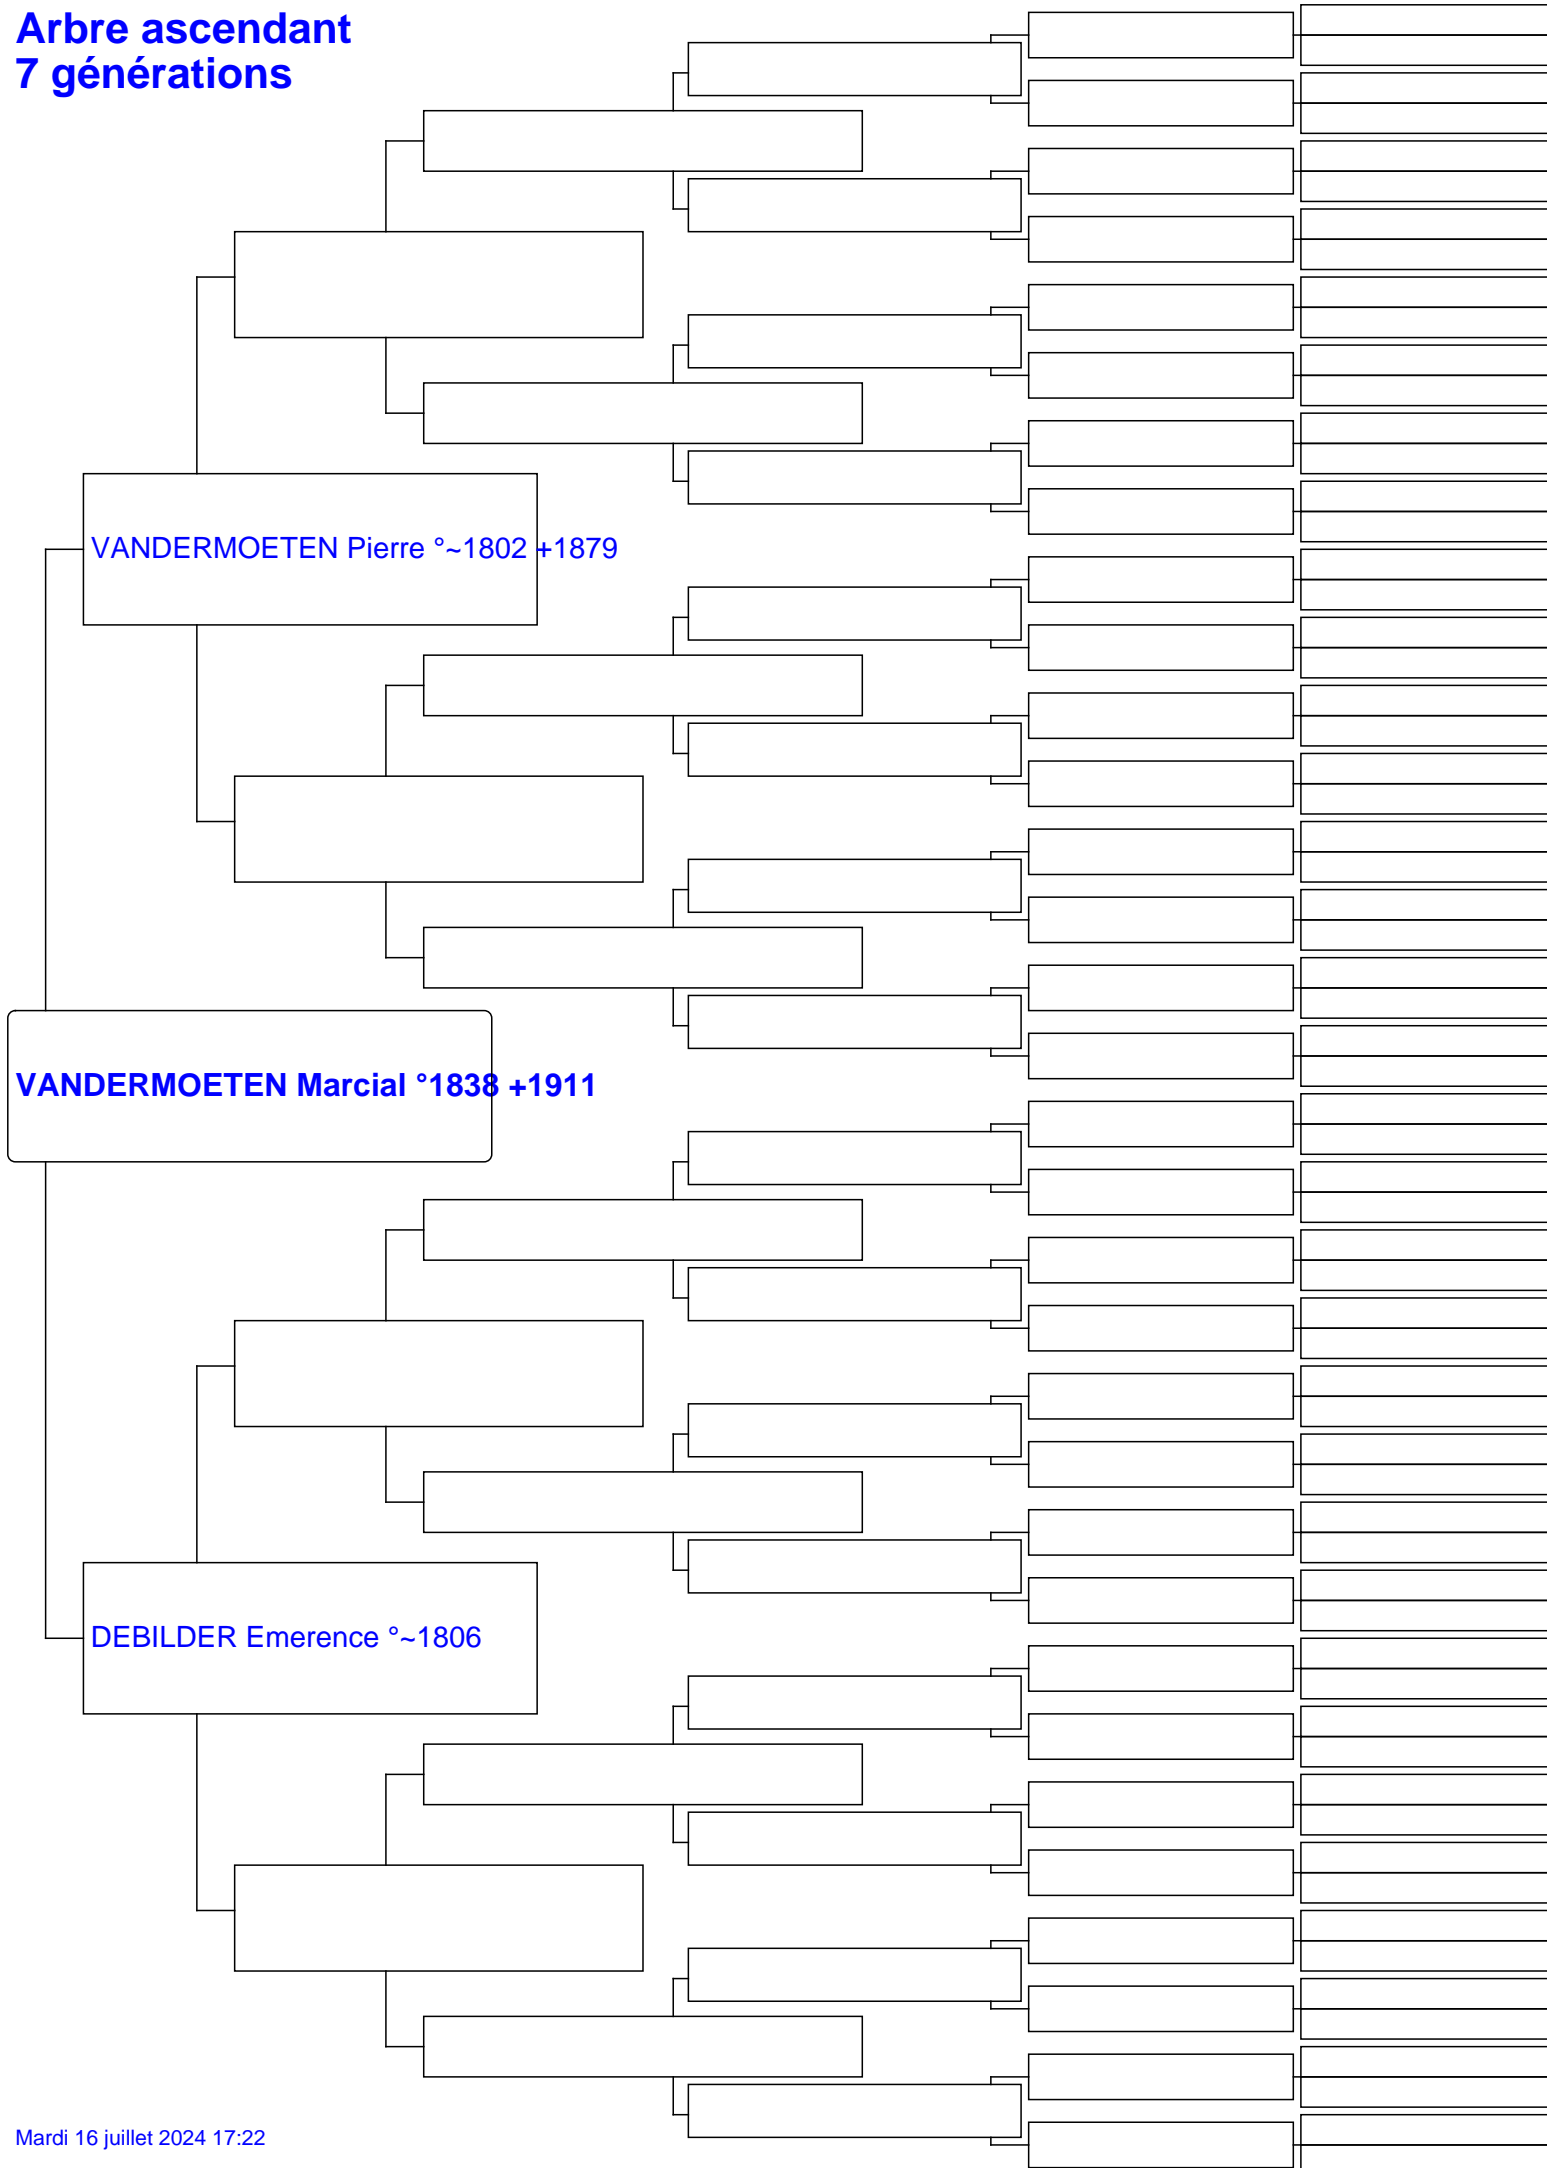 Arbre ascendant
7 générations
VANDERMOETEN Pierre °~1802 +1879
VANDERMOETEN Marcial °1838 +1911
DEBILDER Emerence °~1806
Mardi 16 juillet 2024 17:22